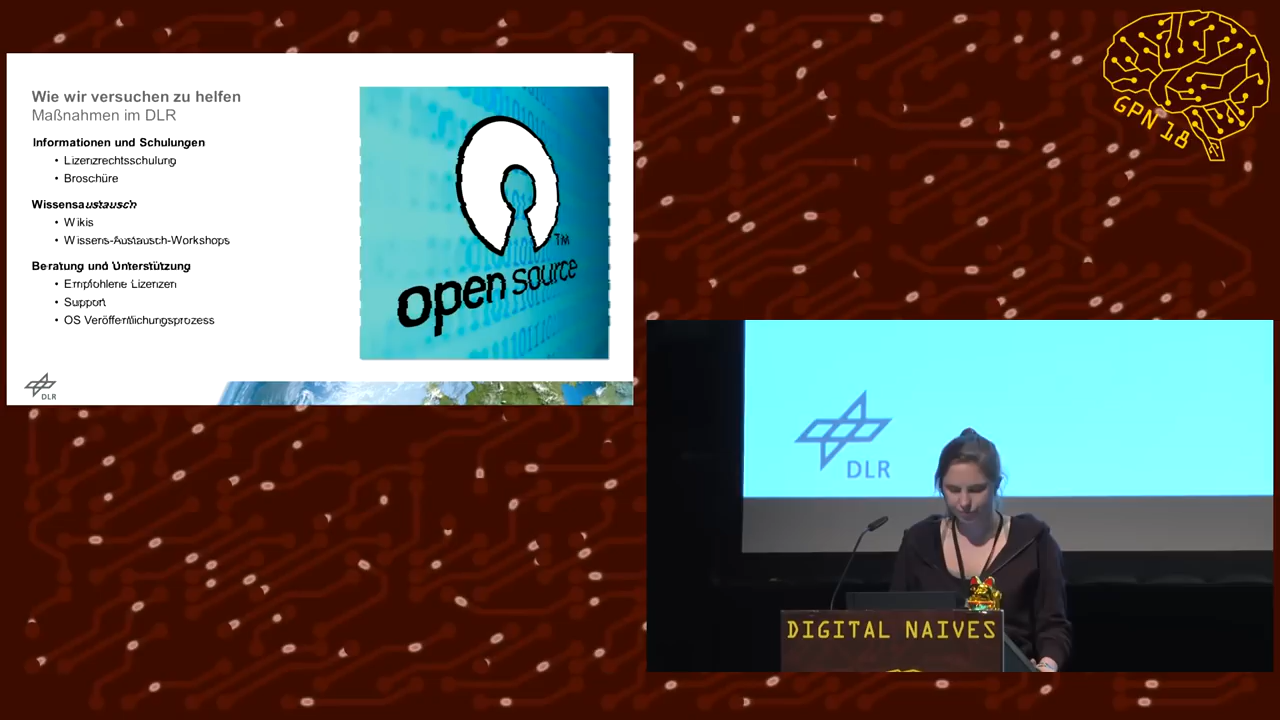 Wie wir versuchen zu helfen
Maßnahmen im DLR
Informationen und Schulungen
• Lizenzrechtsschulung
• Broschüre
Wissensaustausch
• Wikis
• Wissens-Austausch-Workshops
Beratung und Unterstützung
• Empfohlene Lizenzen
• Support
• OS Veröffentlichungsprozess
open source
TM
DLR
GPN 18
DLR
DIGITAL NAIVES